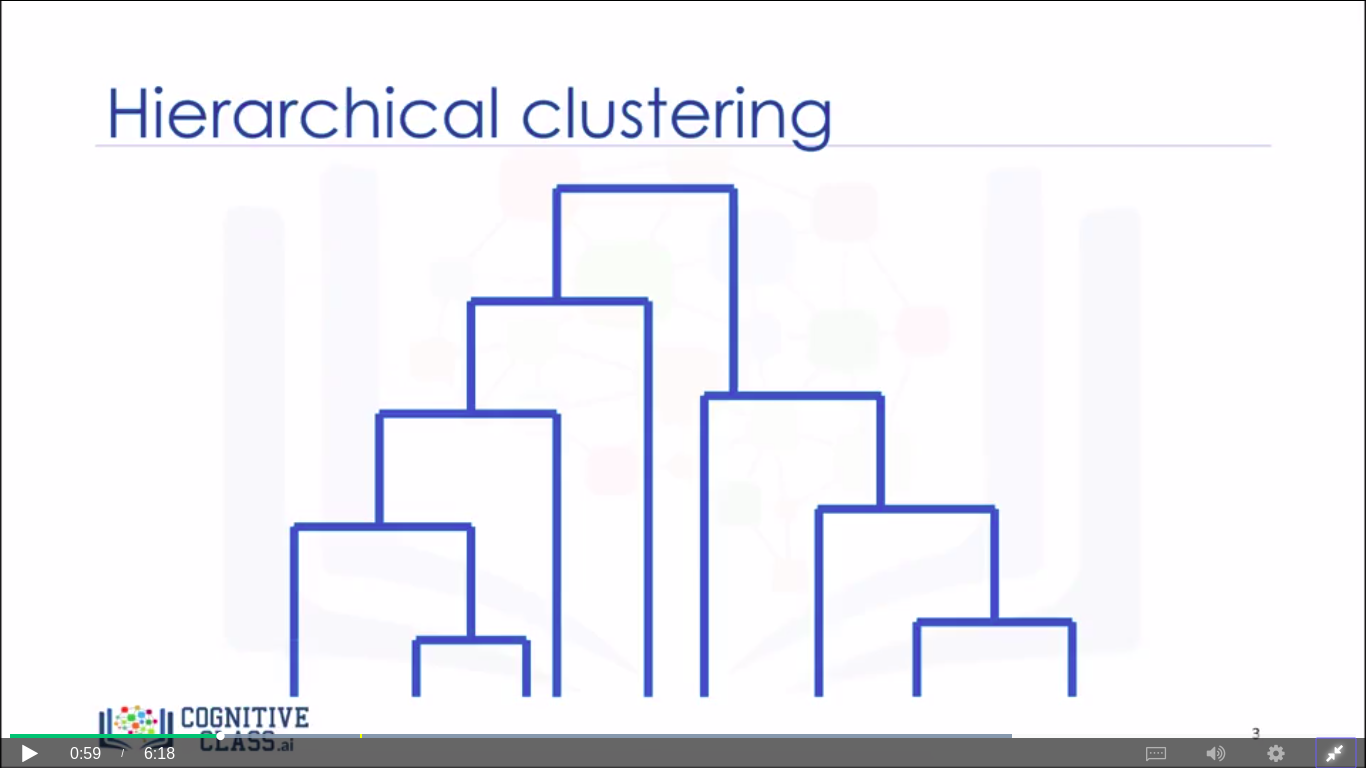 Hierarchical clustering
COGNITIVE
CLASS.ai
3
0:59 / 6:18